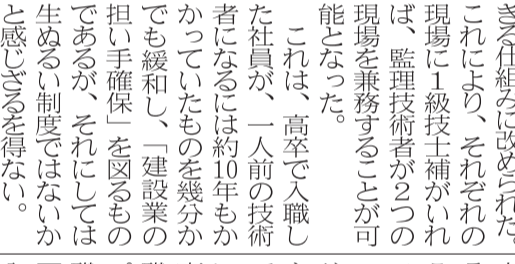 きる仕組みに改められた。
これにより、それぞれの
現場に１級技士補がいれ
ば、監理技術者が２つの
現場を兼務することが可
能となった。
これは、高卒で入職し
た社員が、一人前の技術
者になるには約10年もか
かっていたものを幾分か
でも緩和し、「建設業の
担い手確保」を図るもの
であるが、それにしては
生ぬるい制度ではないか
と感じざるを得ない。